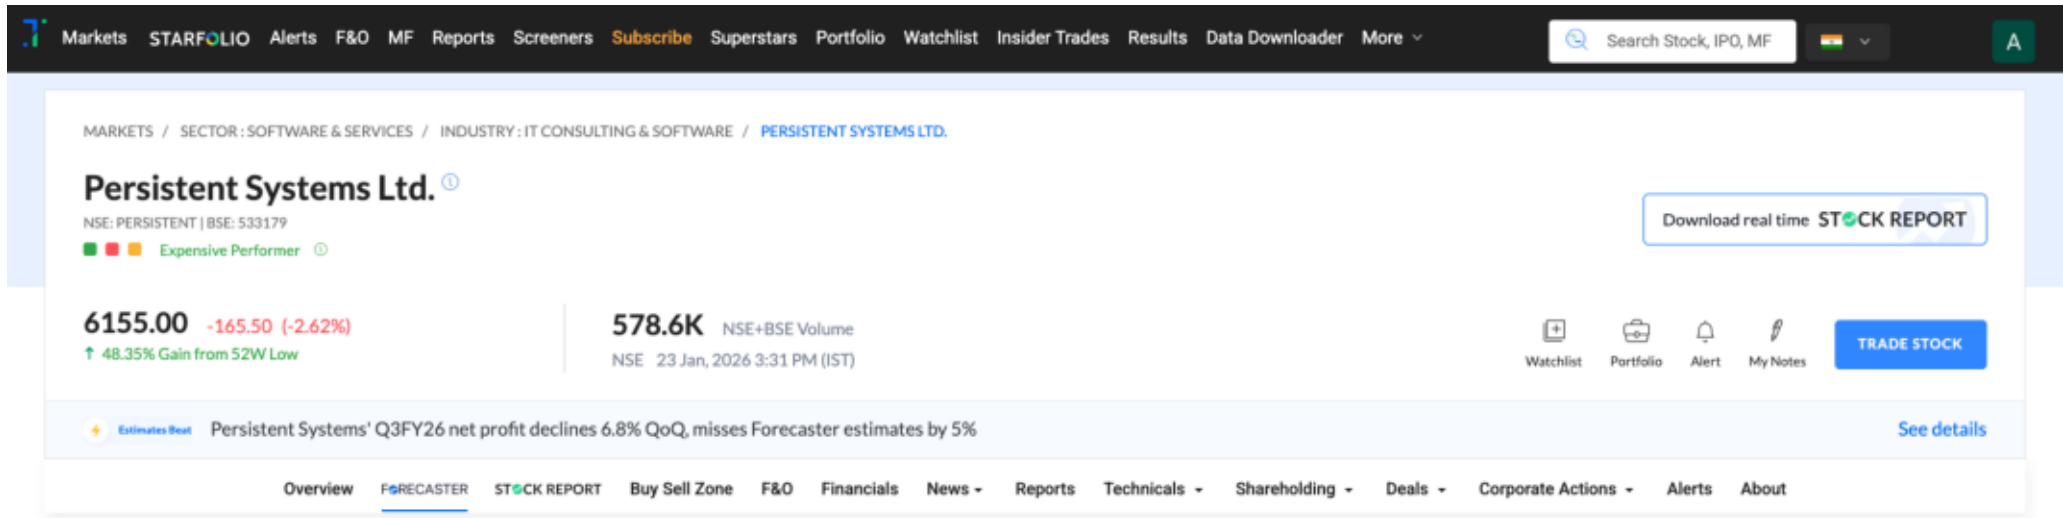 Markets STARFOLIO Alerts F&O MF Reports Screeners Subscribe Superstars Portfolio Watchlist Insider Trades Results Data Downloader More Search Stock, IPO, MF A
MARKETS / SECTOR : SOFTWARE & SERVICES / INDUSTRY : IT CONSULTING & SOFTWARE / PERSISTENT SYSTEMS LTD.
Persistent Systems Ltd.
NSE: PERSISTENT | BSE: 533179
Download real time STOCK REPORT
Expensive Performer
6155.00 -165.50 (-2.62%)
↑ 48.35% Gain from 52W Low
578.6K NSE+BSE Volume
NSE 23 Jan, 2026 3:31 PM (IST)
Watchlist Portfolio Alert My Notes TRADE STOCK
Estimates Beat Persistent Systems' Q3FY26 net profit declines 6.8% QoQ, misses Forecaster estimates by 5% See details
Overview FORECASTER STOCK REPORT Buy Sell Zone F&O Financials News Reports Technicals Shareholding Deals Corporate Actions Alerts About